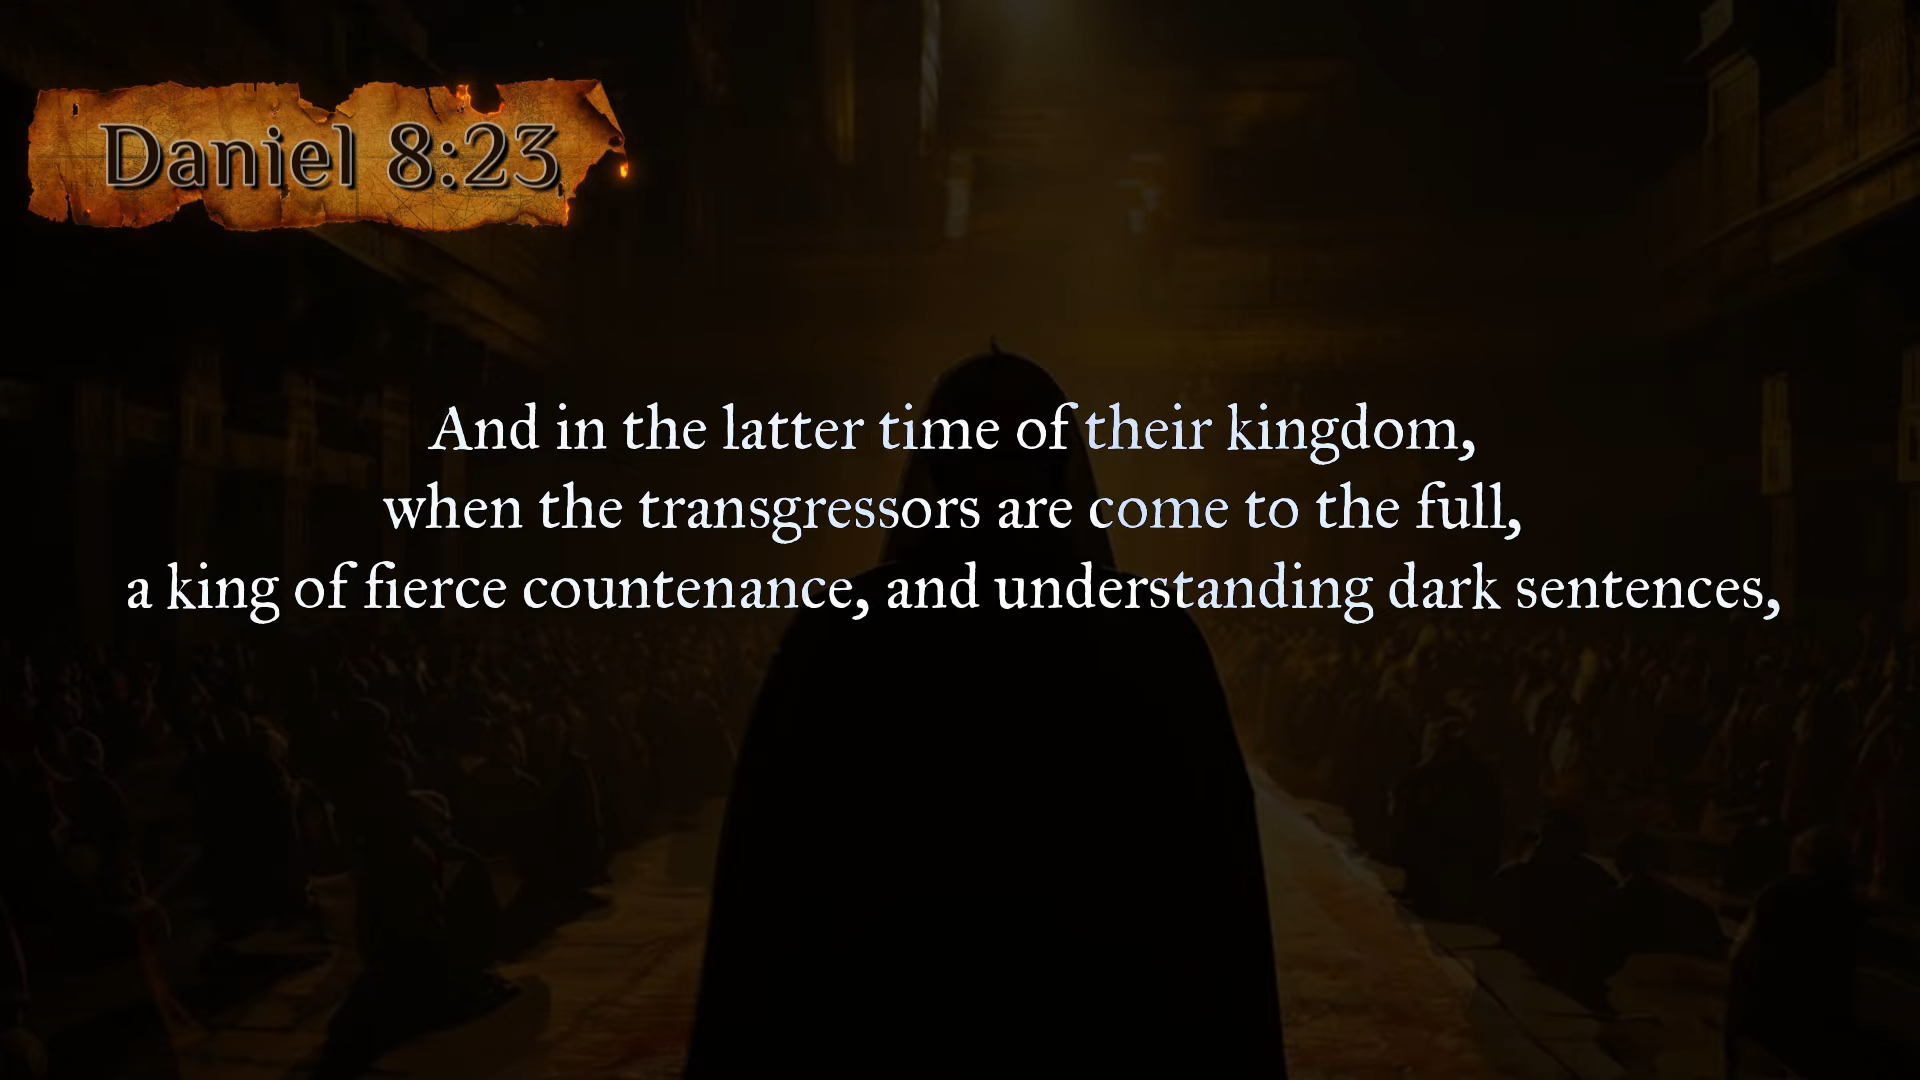 Daniel 8:23
And in the latter time of their kingdom,
when the transgressors are come to the full,
a king of fierce countenance, and understanding dark sentences,